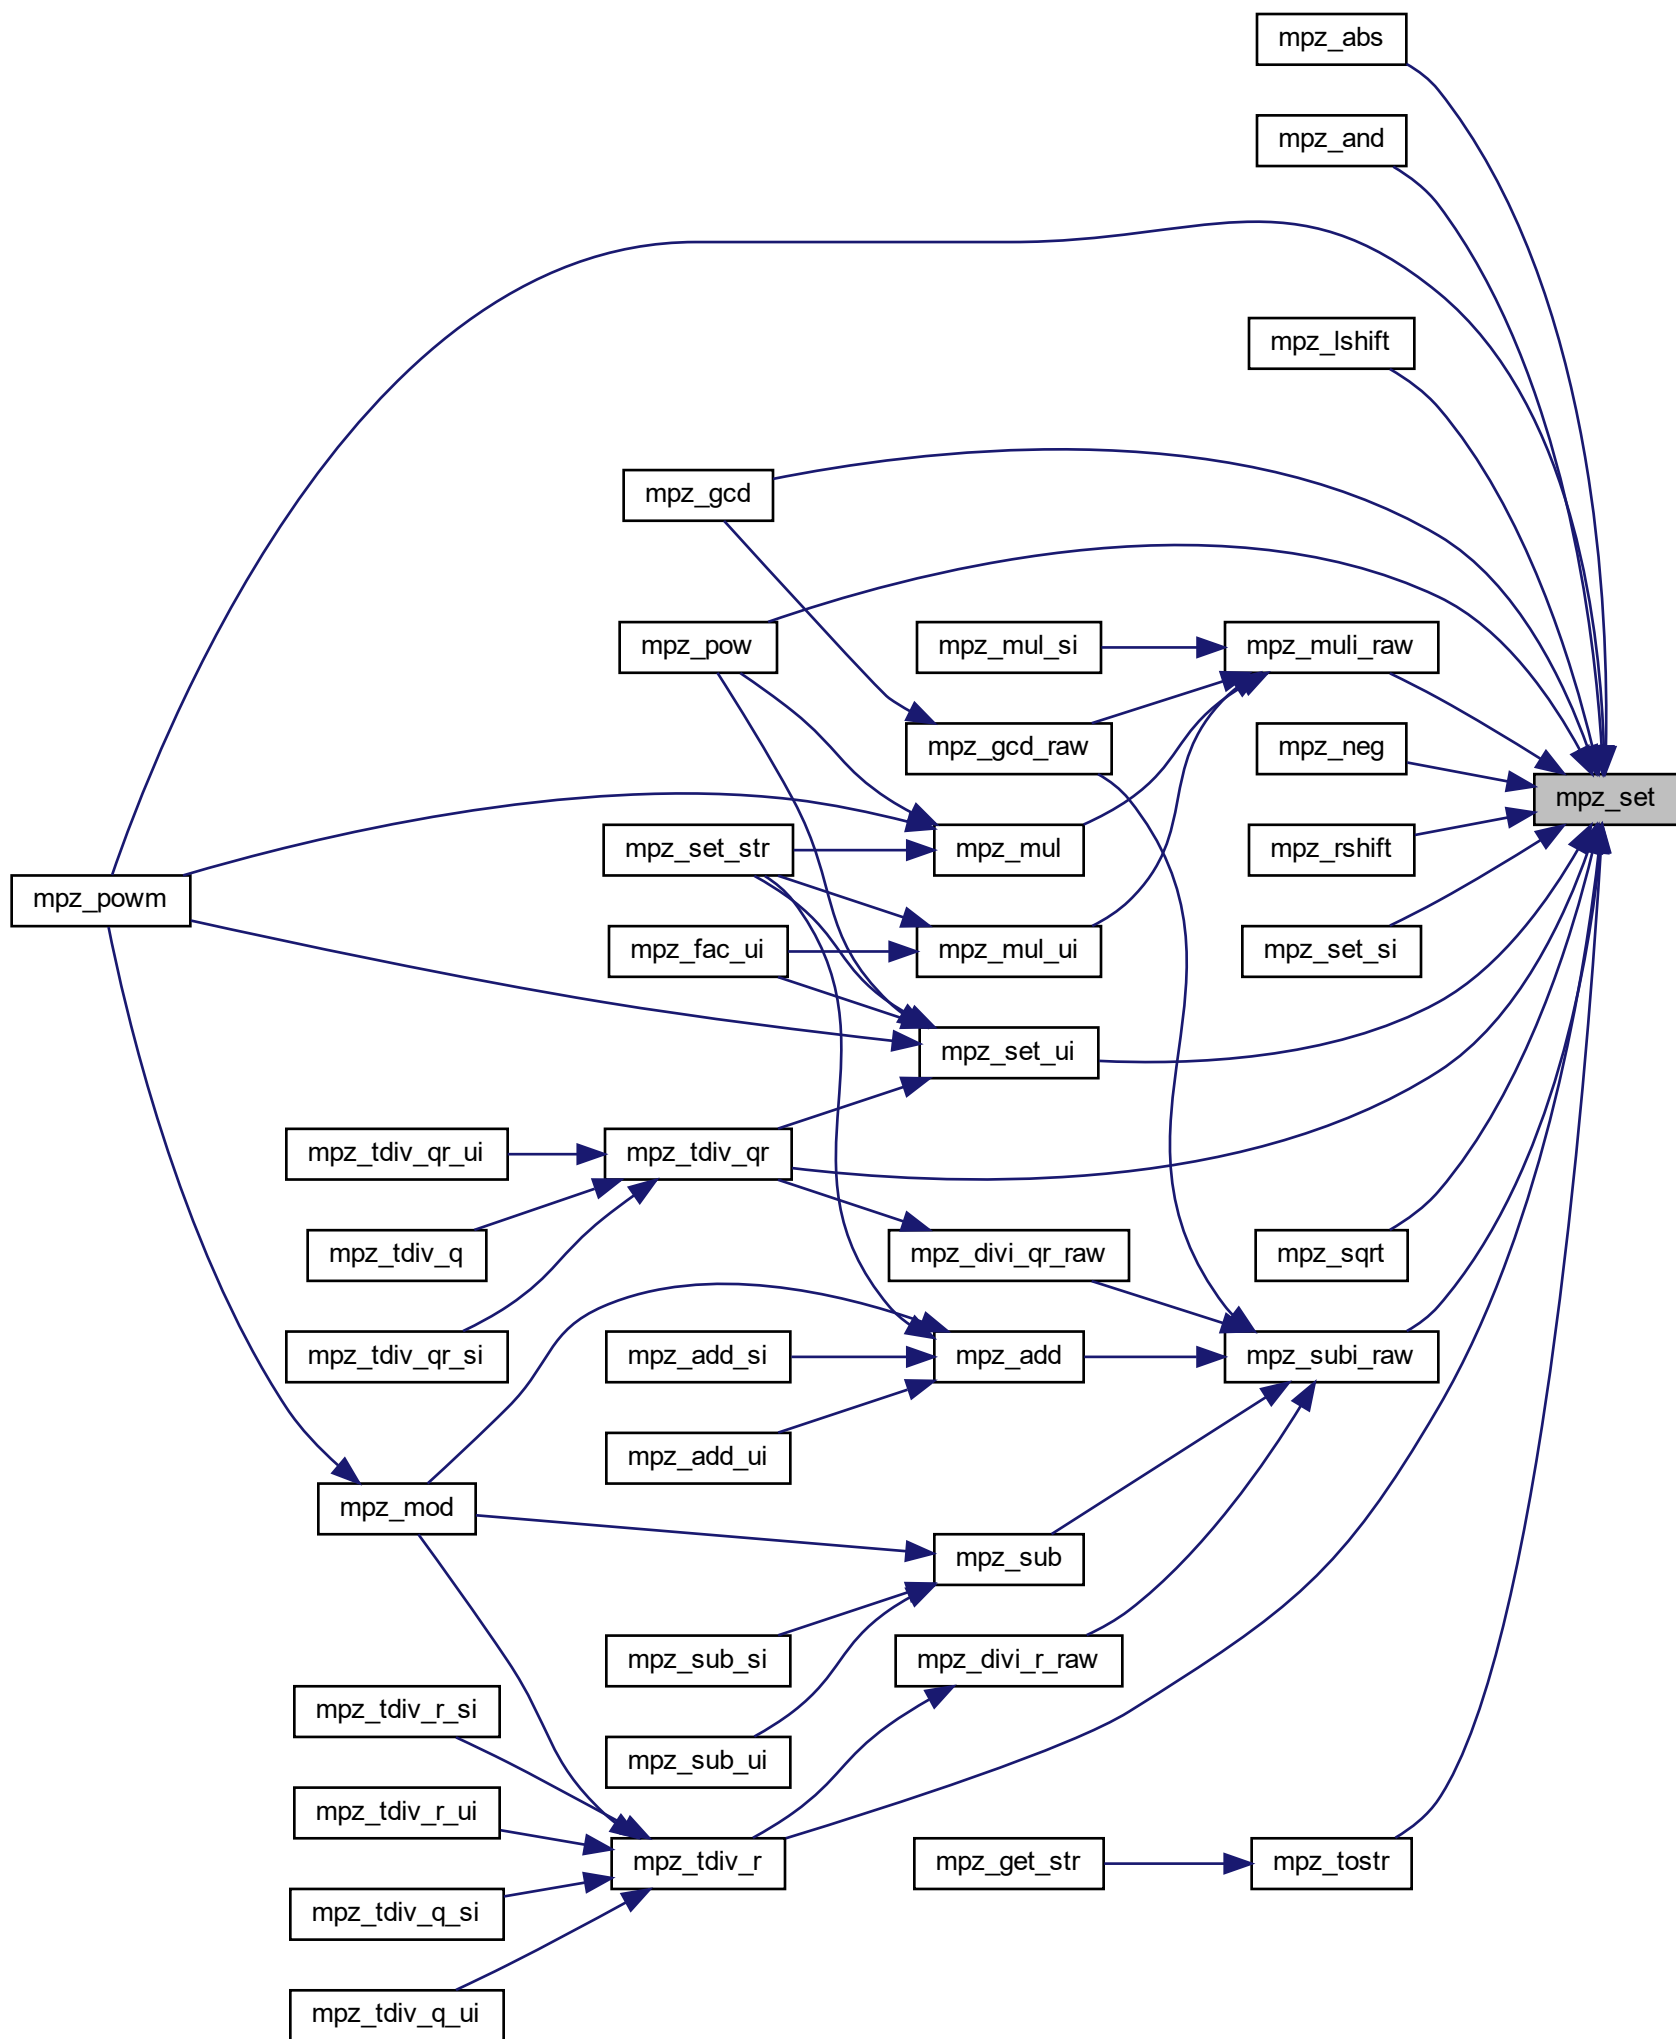 mpz_abs
mpz_and
mpz_lshift
mpz_gcd
mpz_pow
mpz_mul_si
mpz_muli_raw
mpz_gcd_raw
mpz_neg
mpz_set
mpz_set_str
mpz_mul
mpz_rshift
mpz_powm
mpz_fac_ui
mpz_mul_ui
mpz_set_si
mpz_set_ui
mpz_tdiv_qr_ui
mpz_tdiv_qr
mpz_tdiv_q
mpz_divi_qr_raw
mpz_sqrt
mpz_tdiv_qr_si
mpz_add_si
mpz_add
mpz_subi_raw
mpz_add_ui
mpz_mod
mpz_sub
mpz_sub_si
mpz_divi_r_raw
mpz_tdiv_r_si
mpz_sub_ui
mpz_tdiv_r_ui
mpz_tdiv_r
mpz_get_str
mpz_tostr
mpz_tdiv_q_si
mpz_tdiv_q_ui